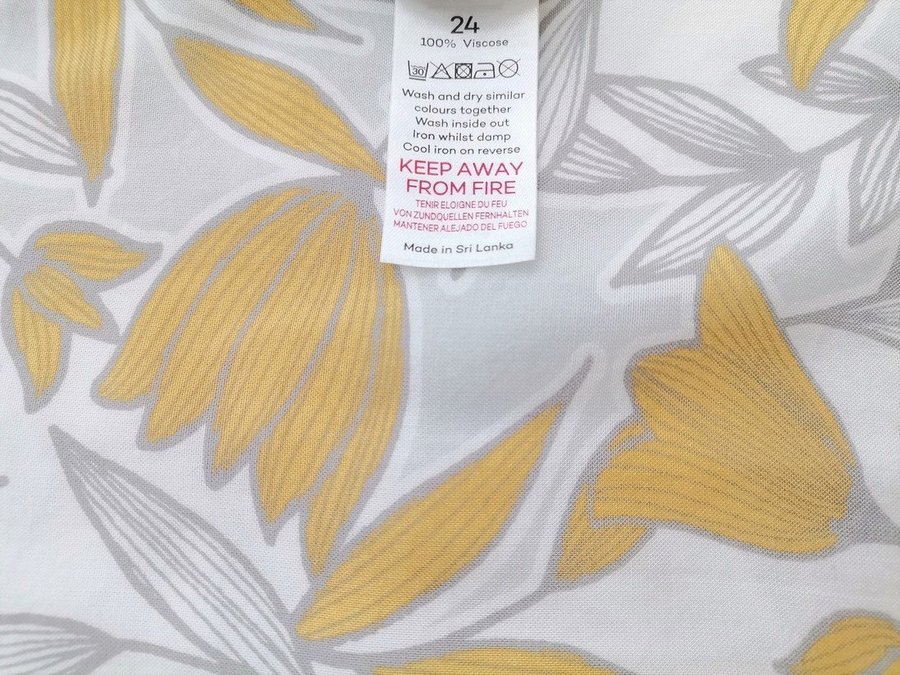 24
100% Viscose
30
Wash and dry similar
colours together
Wash inside out
Iron whilst damp
Cool iron on reverse
KEEP AWAY
FROM FIRE
TENIR ELOIGNE DU FEU
VON ZUNDQUELLEN FERNHALTEN
MANTENER ALEJADO DEL FUEGO
Made in Sri Lanka